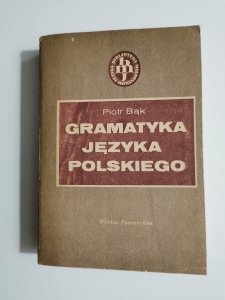 Piotr Bąk
GRAMATYKA
JĘZYKA
POLSKIEGO
Wiedza Powszechna